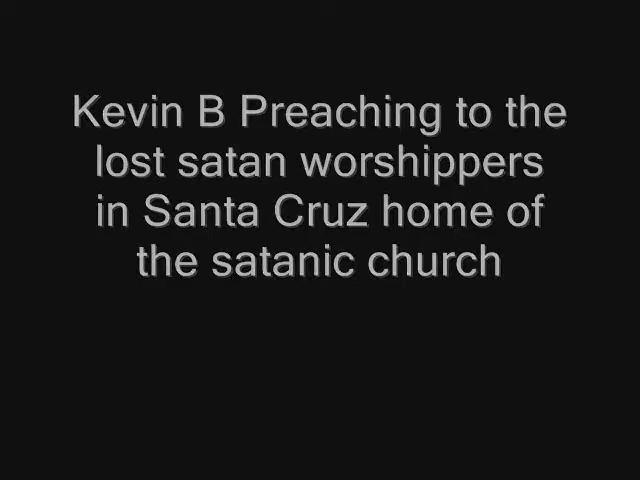 Kevin B Preaching to the
lost satan worshippers
in Santa Cruz home of
the satanic church